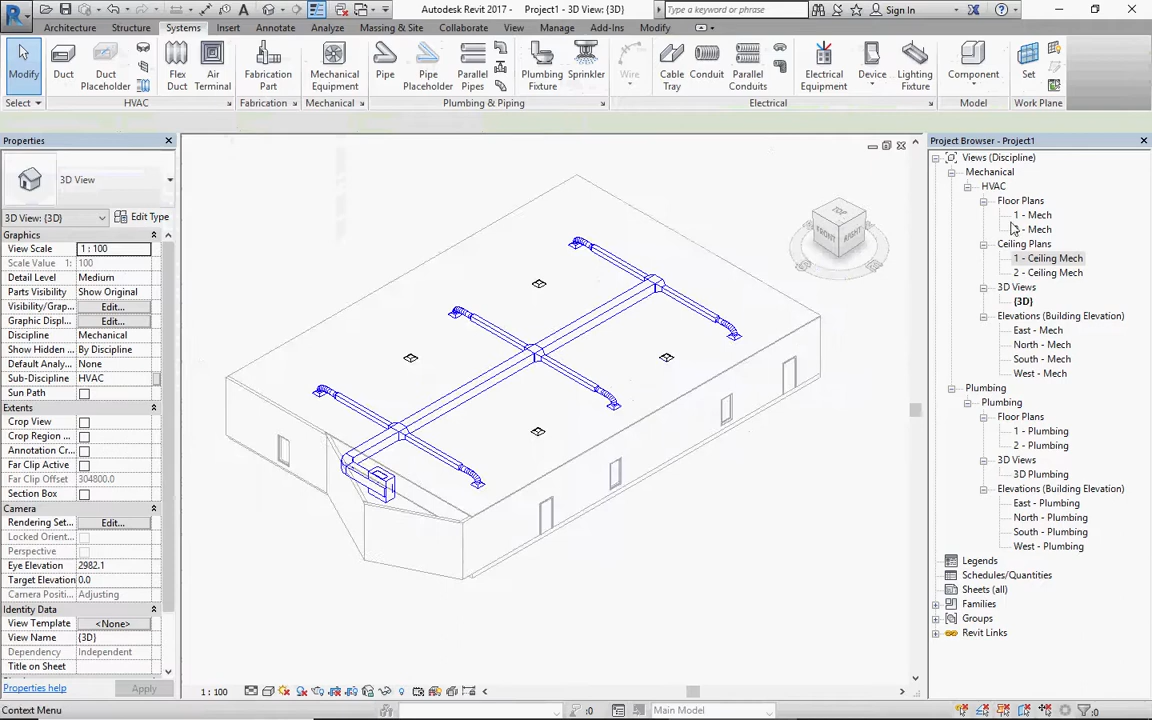 Autodesk Revit 2017 - Project1 - 3D View: {3D}
Type a keyword or phrase
Sign In
Architecture Structure Systems Insert Annotate Analyze Massing & Site Collaborate View Manage Add-Ins Modify
Modify
Duct
Duct Placeholder
Flex Duct
Air Terminal
Fabrication Part
Mechanical Equipment
Pipe
Pipe Placeholder
Parallel Pipes
Plumbing Fixture
Sprinkler
Wire
Cable Tray
Conduit
Parallel Conduits
Electrical Equipment
Device
Lighting Fixture
Component
Set
Select HVAC Fabrication Mechanical Plumbing & Piping Electrical Model Work Plane
Properties
3D View
3D View: {3D} Edit Type
Graphics
View Scale 1 : 100
Scale Value 1: 100
Detail Level Medium
Parts Visibility Show Original
Visibility/Grap... Edit...
Graphic Displ... Edit...
Discipline Mechanical
Show Hidden ... By Discipline
Default Analy... None
Sub-Discipline HVAC
Sun Path
Extents
Crop View
Crop Region ...
Annotation Cr...
Far Clip Active
Far Clip Offset 304800.0
Section Box
Camera
Rendering Set... Edit...
Locked Orient...
Perspective
Eye Elevation 2982.1
Target Elevation 0.0
Camera Positi... Adjusting
Identity Data
View Template <None>
View Name {3D}
Dependency Independent
Title on Sheet
Properties help Apply
TOP
FRONT
RIGHT
Project Browser - Project1
Views (Discipline)
Mechanical
HVAC
Floor Plans
1 - Mech
- Mech
Ceiling Plans
1 - Ceiling Mech
2 - Ceiling Mech
3D Views
{3D}
Elevations (Building Elevation)
East - Mech
North - Mech
South - Mech
West - Mech
Plumbing
Plumbing
Floor Plans
1 - Plumbing
2 - Plumbing
3D Views
3D Plumbing
Elevations (Building Elevation)
East - Plumbing
North - Plumbing
South - Plumbing
West - Plumbing
Legends
Schedules/Quantities
Sheets (all)
Families
Groups
Revit Links
1 : 100
Context Menu
:0
Main Model
:0